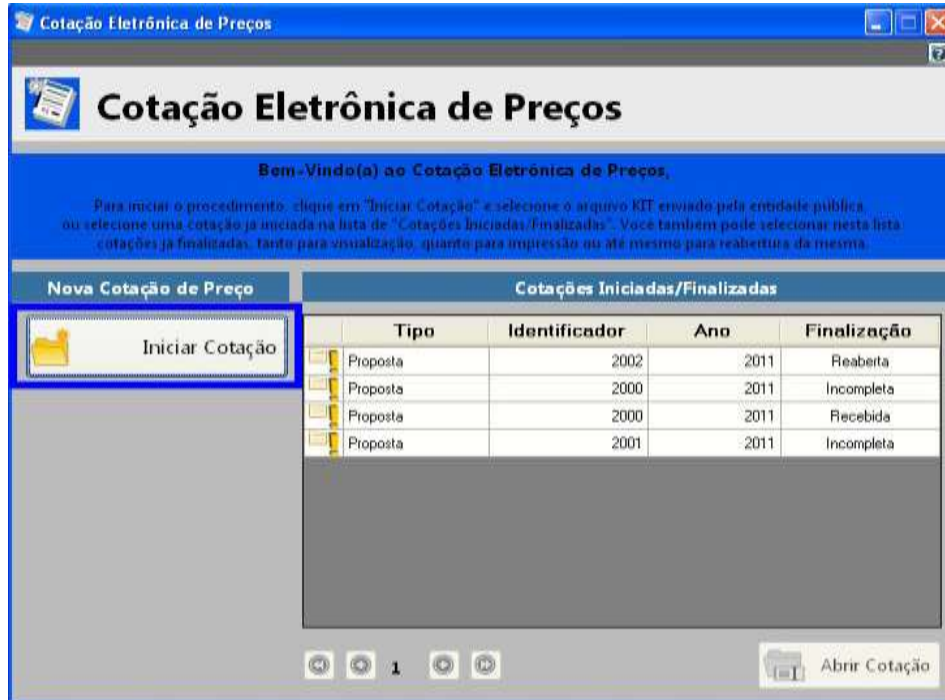 Cotação Eletrônica de Preços
Cotação Eletrônica de Preços
Bem-Vindo(a) ao Cotação Eletrônica de Preços,
Para iniciar o procedimento, clique em "Iniciar Cotação" e selecione o arquivo KIT enviado pela entidade pública,
ou selecione uma cotação já iniciada na lista de "Cotações Iniciadas/Finalizadas". Você também pode selecionar nesta lista
cotações já finalizadas, tanto para visualização, quanto para impressão ou até mesmo para reabertura da mesma.
Nova Cotação de Preço
Cotações Iniciadas/Finalizadas
Iniciar Cotação
Tipo Identificador Ano Finalização
Proposta 2002 2011 Reaberta
Proposta 2000 2011 Incompleta
Proposta 2000 2011 Recebida
Proposta 2001 2011 Incompleta
1
Abrir Cotação